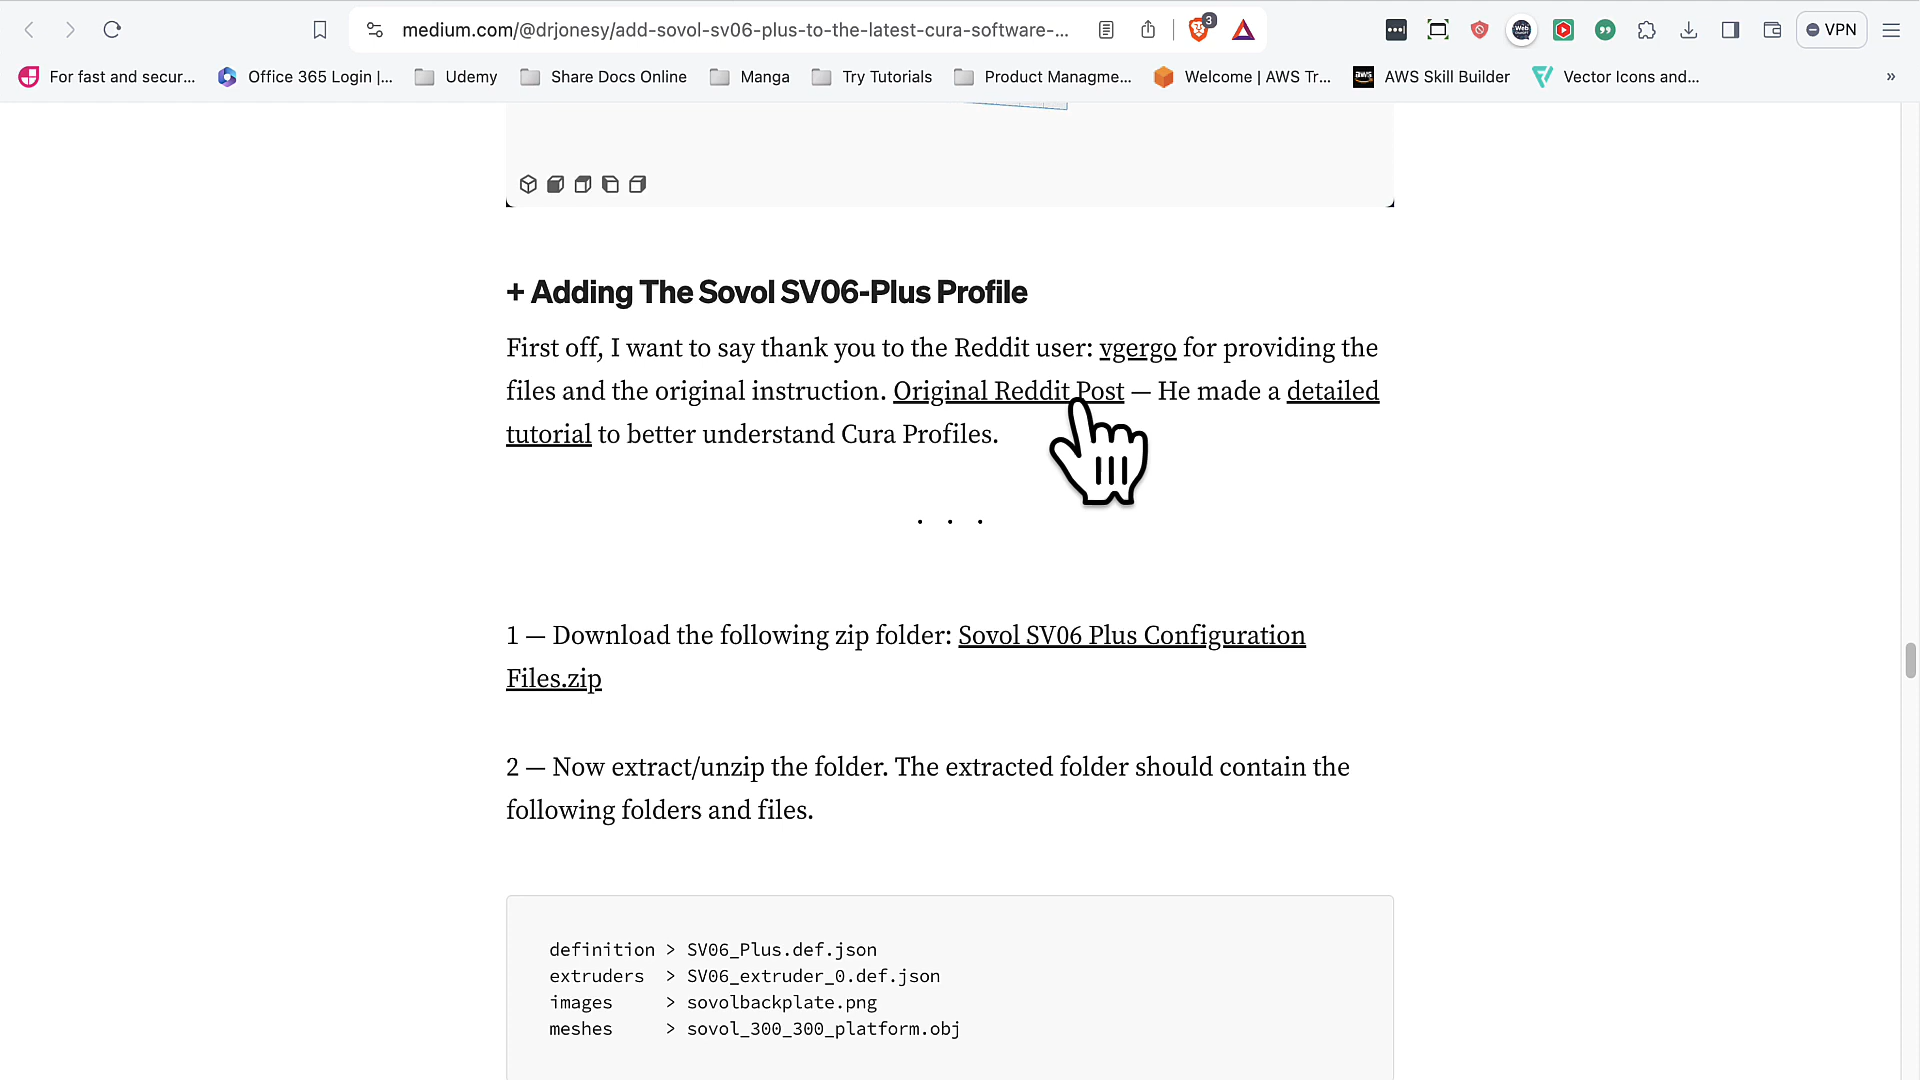 medium.com/@drjonesy/add-sovol-sv06-plus-to-the-latest-cura-software-...
3
VPN
For fast and secur...
Office 365 Login |...
Udemy
Share Docs Online
Manga
Try Tutorials
Product Managme...
Welcome | AWS Tr...
aws
AWS Skill Builder
Vector Icons and...
»
+ Adding The Sovol SV06-Plus Profile
First off, I want to say thank you to the Reddit user: vgergo for providing the
files and the original instruction. Original Reddit Post — He made a detailed
tutorial to better understand Cura Profiles.
. . .
1 — Download the following zip folder: Sovol SV06 Plus Configuration
Files.zip
2 — Now extract/unzip the folder. The extracted folder should contain the
following folders and files.
definition > SV06_Plus.def.json
extruders > SV06_extruder_0.def.json
images > sovolbackplate.png
meshes > sovol_300_300_platform.obj